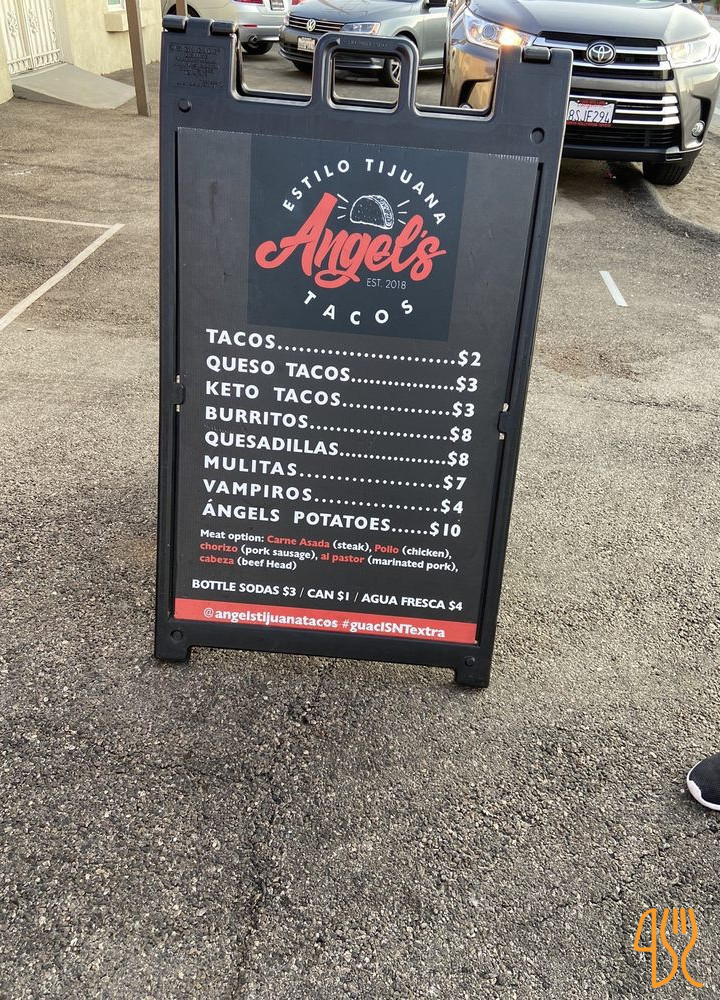 ESTILO TIJUANA
Angel's
EST. 2018
TACOS
TACOS..........................$2
QUESO TACOS...............$3
KETO TACOS................$3
BURRITOS....................$8
QUESADILLAS...............$8
MULITAS.....................$7
VAMPIROS..................$4
ÁNGELS POTATOES......$10
Meat option: Carne Asada (steak), Pollo (chicken),
chorizo (pork sausage), al pastor (marinated pork),
cabeza (beef Head)
BOTTLE SODAS $3 / CAN $1 / AGUA FRESCA $4
@angelstijuanatacos #guacISNTextra